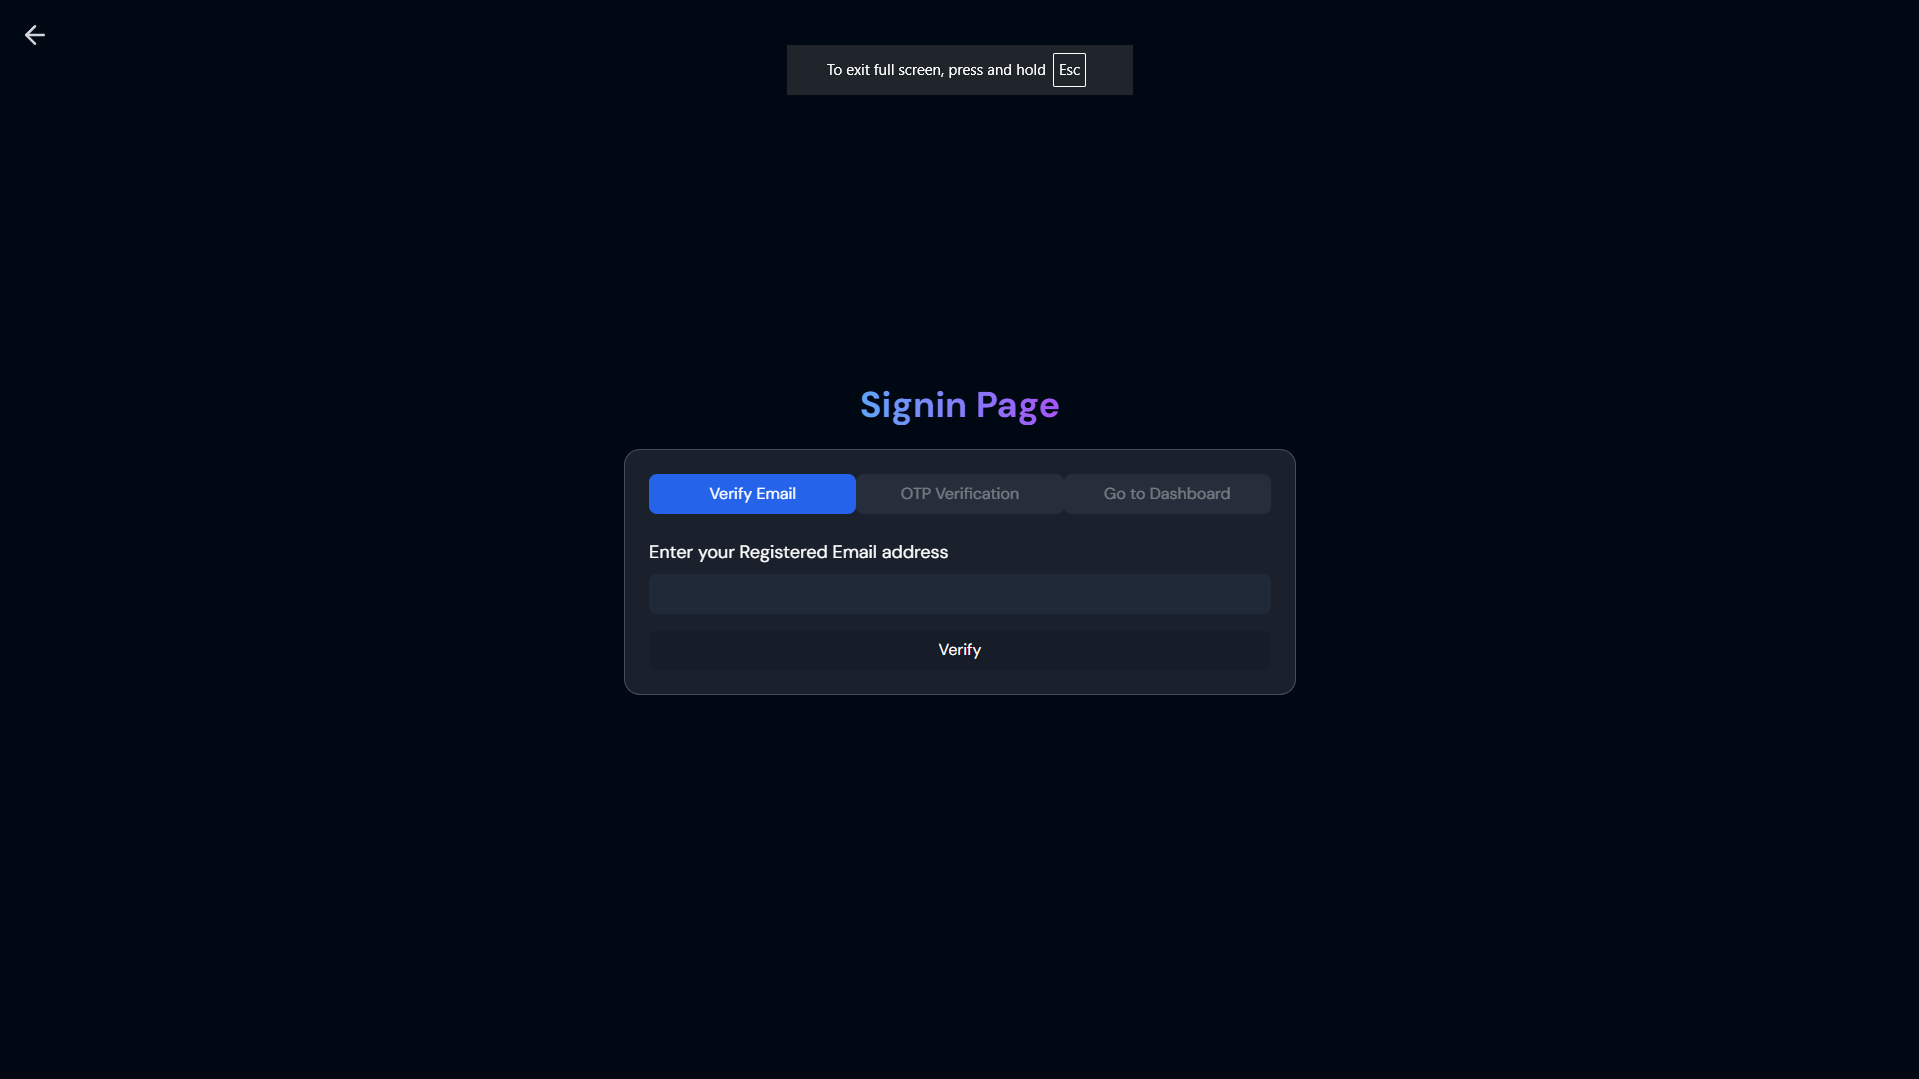 To exit full screen, press and hold Esc
Signin Page
Verify Email OTP Verification Go to Dashboard
Enter your Registered Email address
Verify